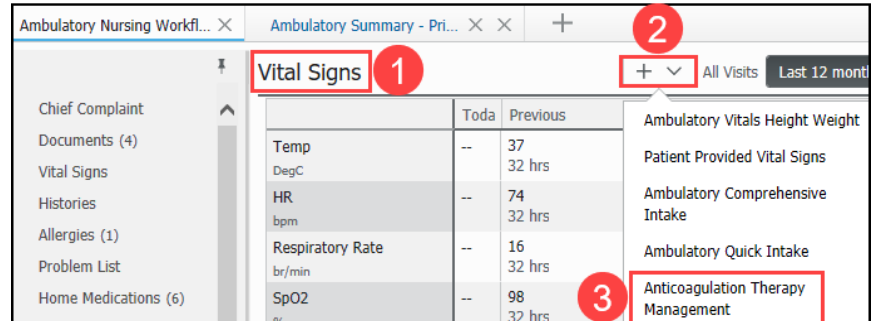 Ambulatory Nursing Workfl...
Ambulatory Summary - Pri...
2
Vital Signs
1
All Visits
Last 12 mont
Chief Complaint
Documents (4)
Vital Signs
Histories
Allergies (1)
Problem List
Home Medications (6)
Toda
Previous
Temp
DegC
--
37
32 hrs
HR
bpm
--
74
32 hrs
Respiratory Rate
br/min
--
16
32 hrs
SpO2
%
--
98
32 hrs
Ambulatory Vitals Height Weight
Patient Provided Vital Signs
Ambulatory Comprehensive
Intake
Ambulatory Quick Intake
3
Anticoagulation Therapy
Management